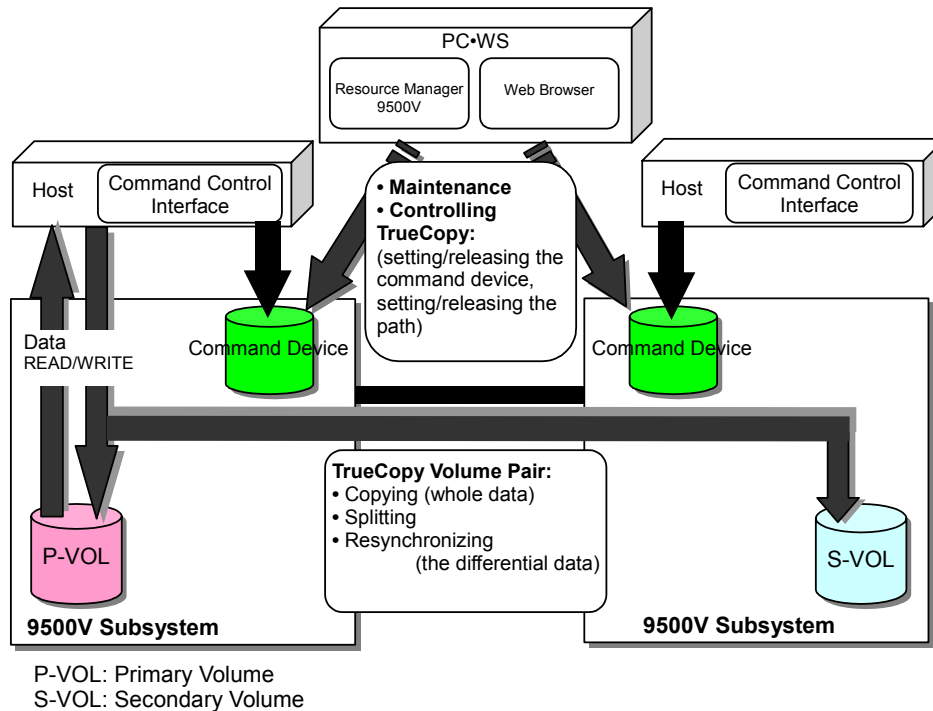 PC•WS
Resource Manager
9500V
Web Browser
Host
Command Control
Interface
Host
Command Control
Interface
• Maintenance
• Controlling
TrueCopy:
(setting/releasing the
command device,
setting/releasing the
path)
Data
READ/WRITE
Command Device
Command Device
TrueCopy Volume Pair:
• Copying (whole data)
• Splitting
• Resynchronizing
(the differential data)
P-VOL
S-VOL
9500V Subsystem
9500V Subsystem
P-VOL: Primary Volume
S-VOL: Secondary Volume